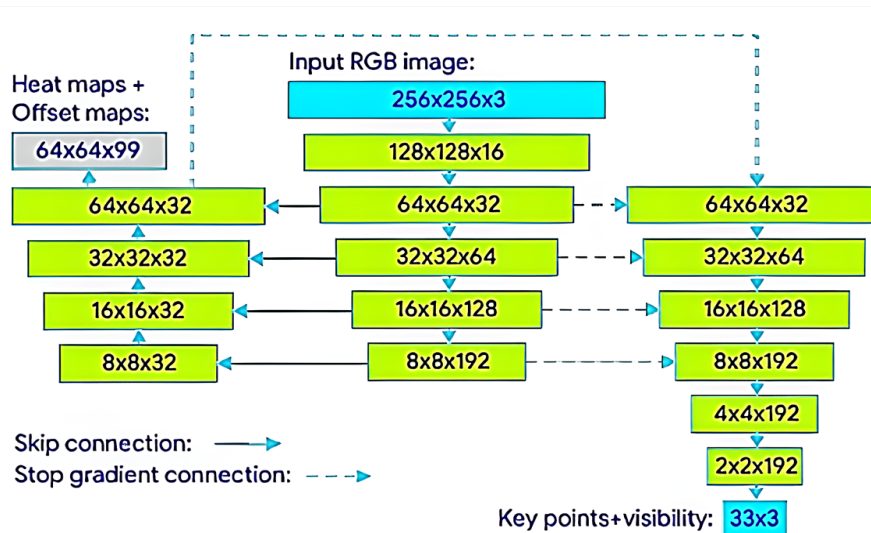 Input RGB image:
Heat maps +
Offset maps:
256x256x3
64x64x99
128x128x16
64x64x32
64x64x32
64x64x32
32x32x32
32x32x64
32x32x64
16x16x32
16x16x128
16x16x128
8x8x32
8x8x192
8x8x192
4x4x192
Skip connection:
Stop gradient connection:
2x2x192
Key points+visibility:
33x3